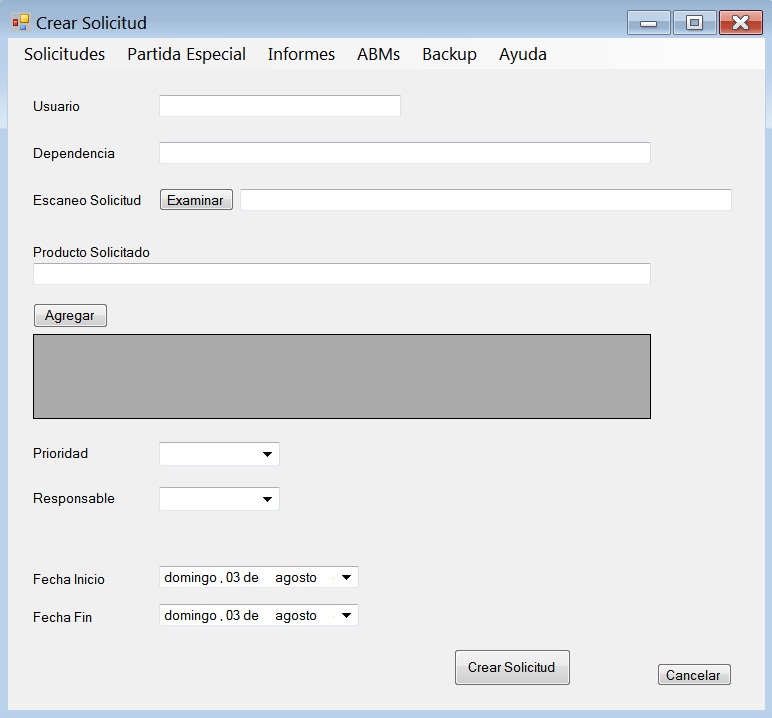 Crear Solicitud
Solicitudes Partida Especial Informes ABMs Backup Ayuda
Usuario
Dependencia
Escaneo Solicitud Examinar
Producto Solicitado
Agregar
Prioridad
Responsable
Fecha Inicio domingo , 03 de agosto
Fecha Fin domingo , 03 de agosto
Crear Solicitud
Cancelar